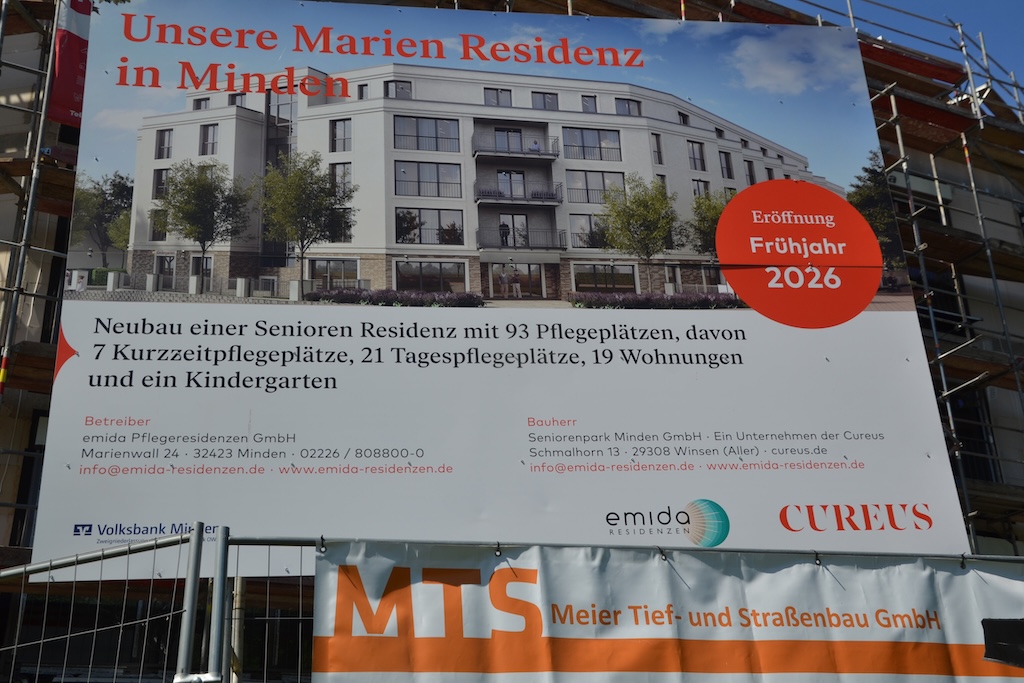 Unsere Marien Residenz
in Minden
Eröffnung
Frühjahr
2026
Neubau einer Senioren Residenz mit 93 Pflegeplätzen, davon
7 Kurzzeitpflegeplätze, 21 Tagespflegeplätze, 19 Wohnungen
und ein Kindergarten
Betreiber
emida Pflegeresidenzen GmbH
Marienwall 24 · 32423 Minden · 02226 / 808800-0
info@emida-residenzen.de · www.emida-residenzen.de
Bauherr
Seniorenpark Minden GmbH · Ein Unternehmen der Cureus
Schmalhorn 13 · 29308 Winsen (Aller) · cureus.de
info@emida-residenzen.de · www.emida-residenzen.de
Volksbank
emida
RESIDENZEN
CUREUS
MTS
Meier Tief- und Straßenbau GmbH